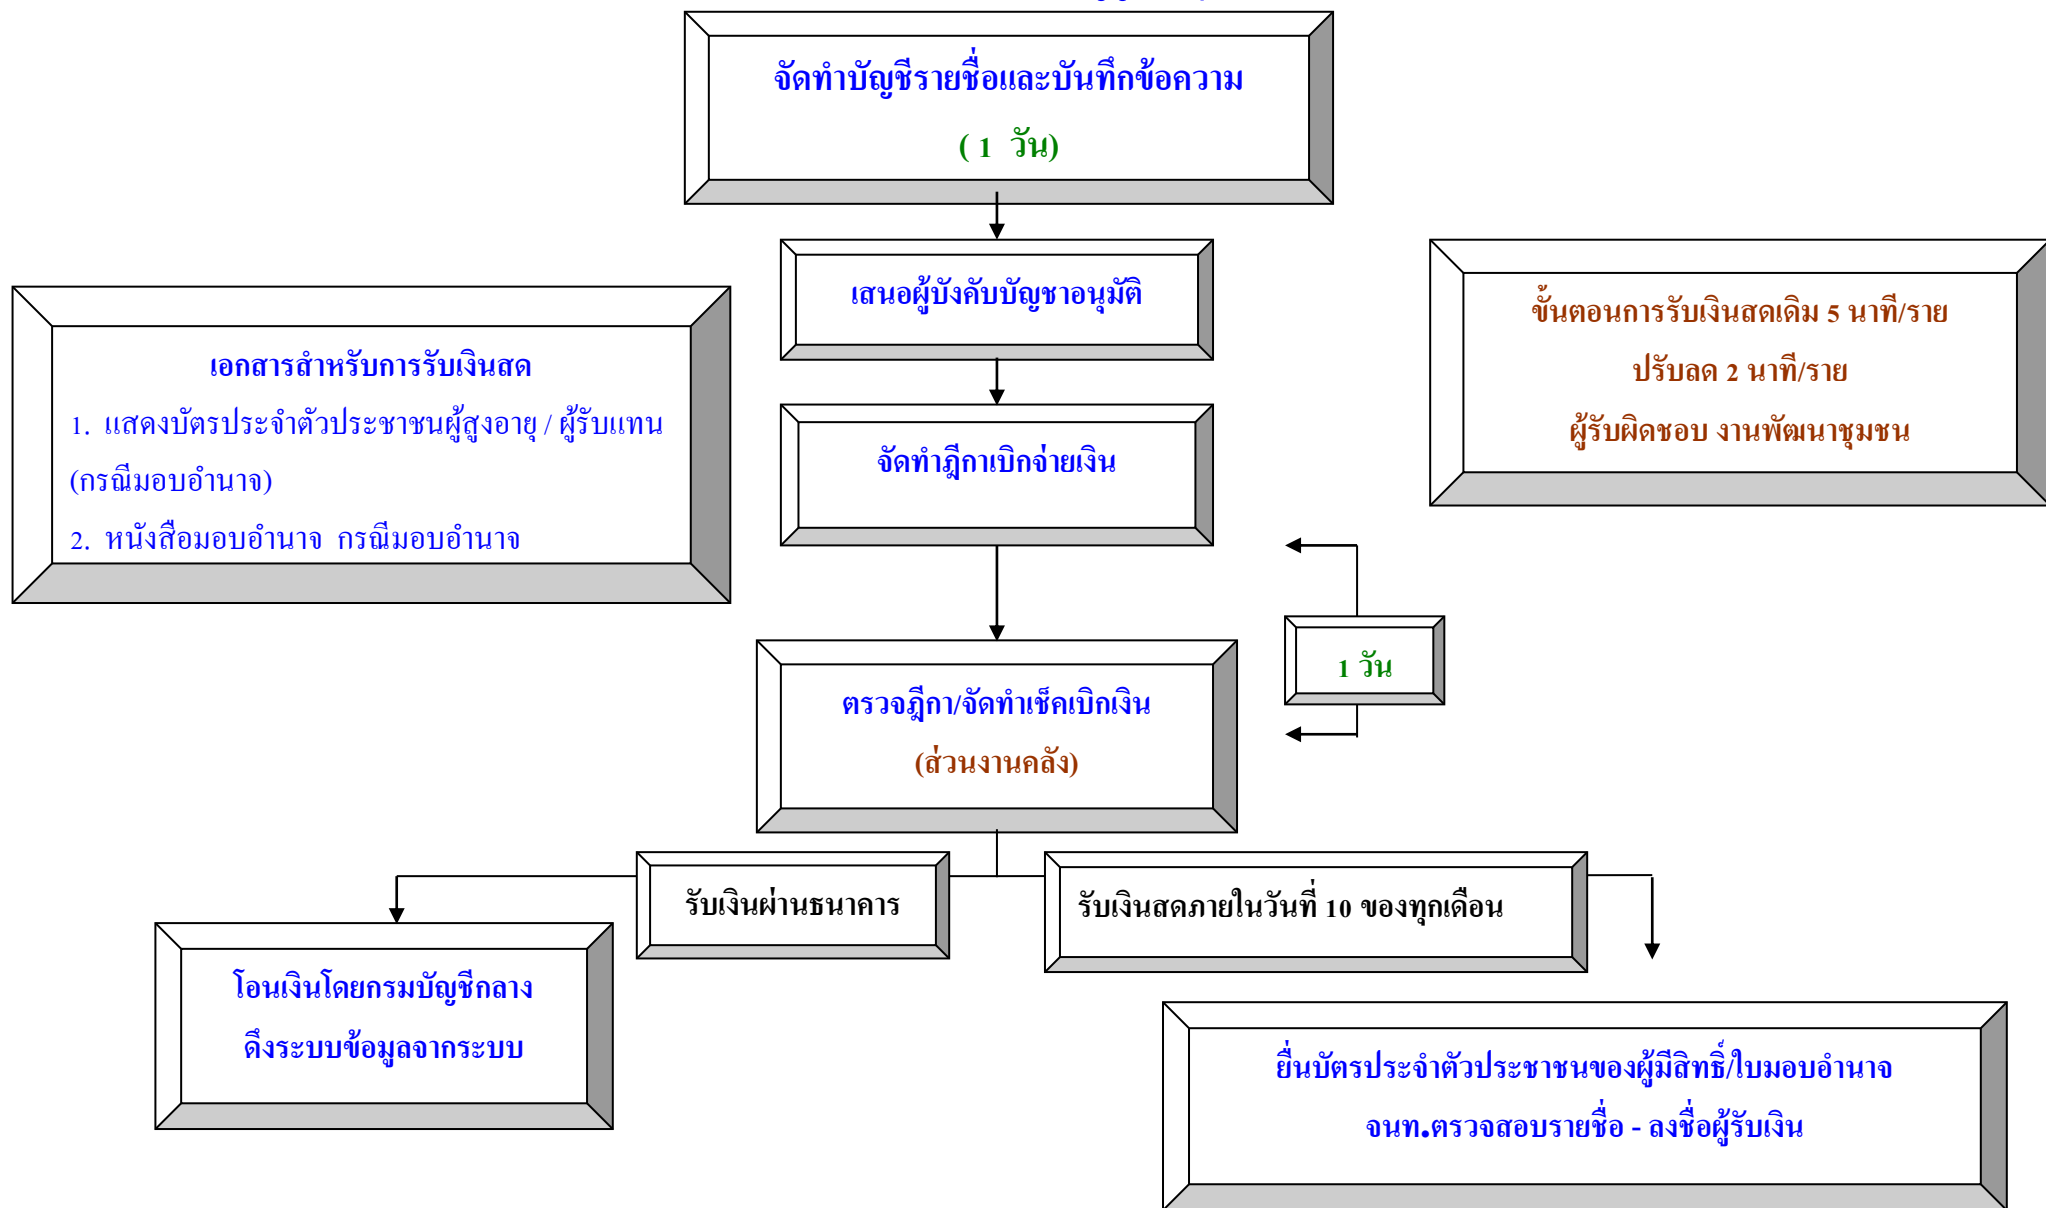 จัดทำบัญชีรายชื่อและบันทึกข้อความ
( 1 วัน)
เสนอผู้บังคับบัญชาอนุมัติ
เอกสารสำหรับการรับเงินสด
1. แสดงบัตรประจำตัวประชาชนผู้สูงอายุ / ผู้รับแทน
(กรณีมอบอำนาจ)
2. หนังสือมอบอำนาจ กรณีมอบอำนาจ
ขั้นตอนการรับเงินสดเดิม 5 นาที/ราย
ปรับลด 2 นาที/ราย
ผู้รับผิดชอบ งานพัฒนาชุมชน
จัดทำฎีกาเบิกจ่ายเงิน
1 วัน
ตรวจฎีกา/จัดทำเช็คเบิกเงิน
(ส่วนงานคลัง)
รับเงินผ่านธนาคาร
รับเงินสดภายในวันที่ 10 ของทุกเดือน
โอนเงินโดยกรมบัญชีกลาง
ดึงระบบข้อมูลจากระบบ
ยื่นบัตรประจำตัวประชาชนของผู้มีสิทธิ์/ใบมอบอำนาจ
จนท.ตรวจสอบรายชื่อ - ลงชื่อผู้รับเงิน